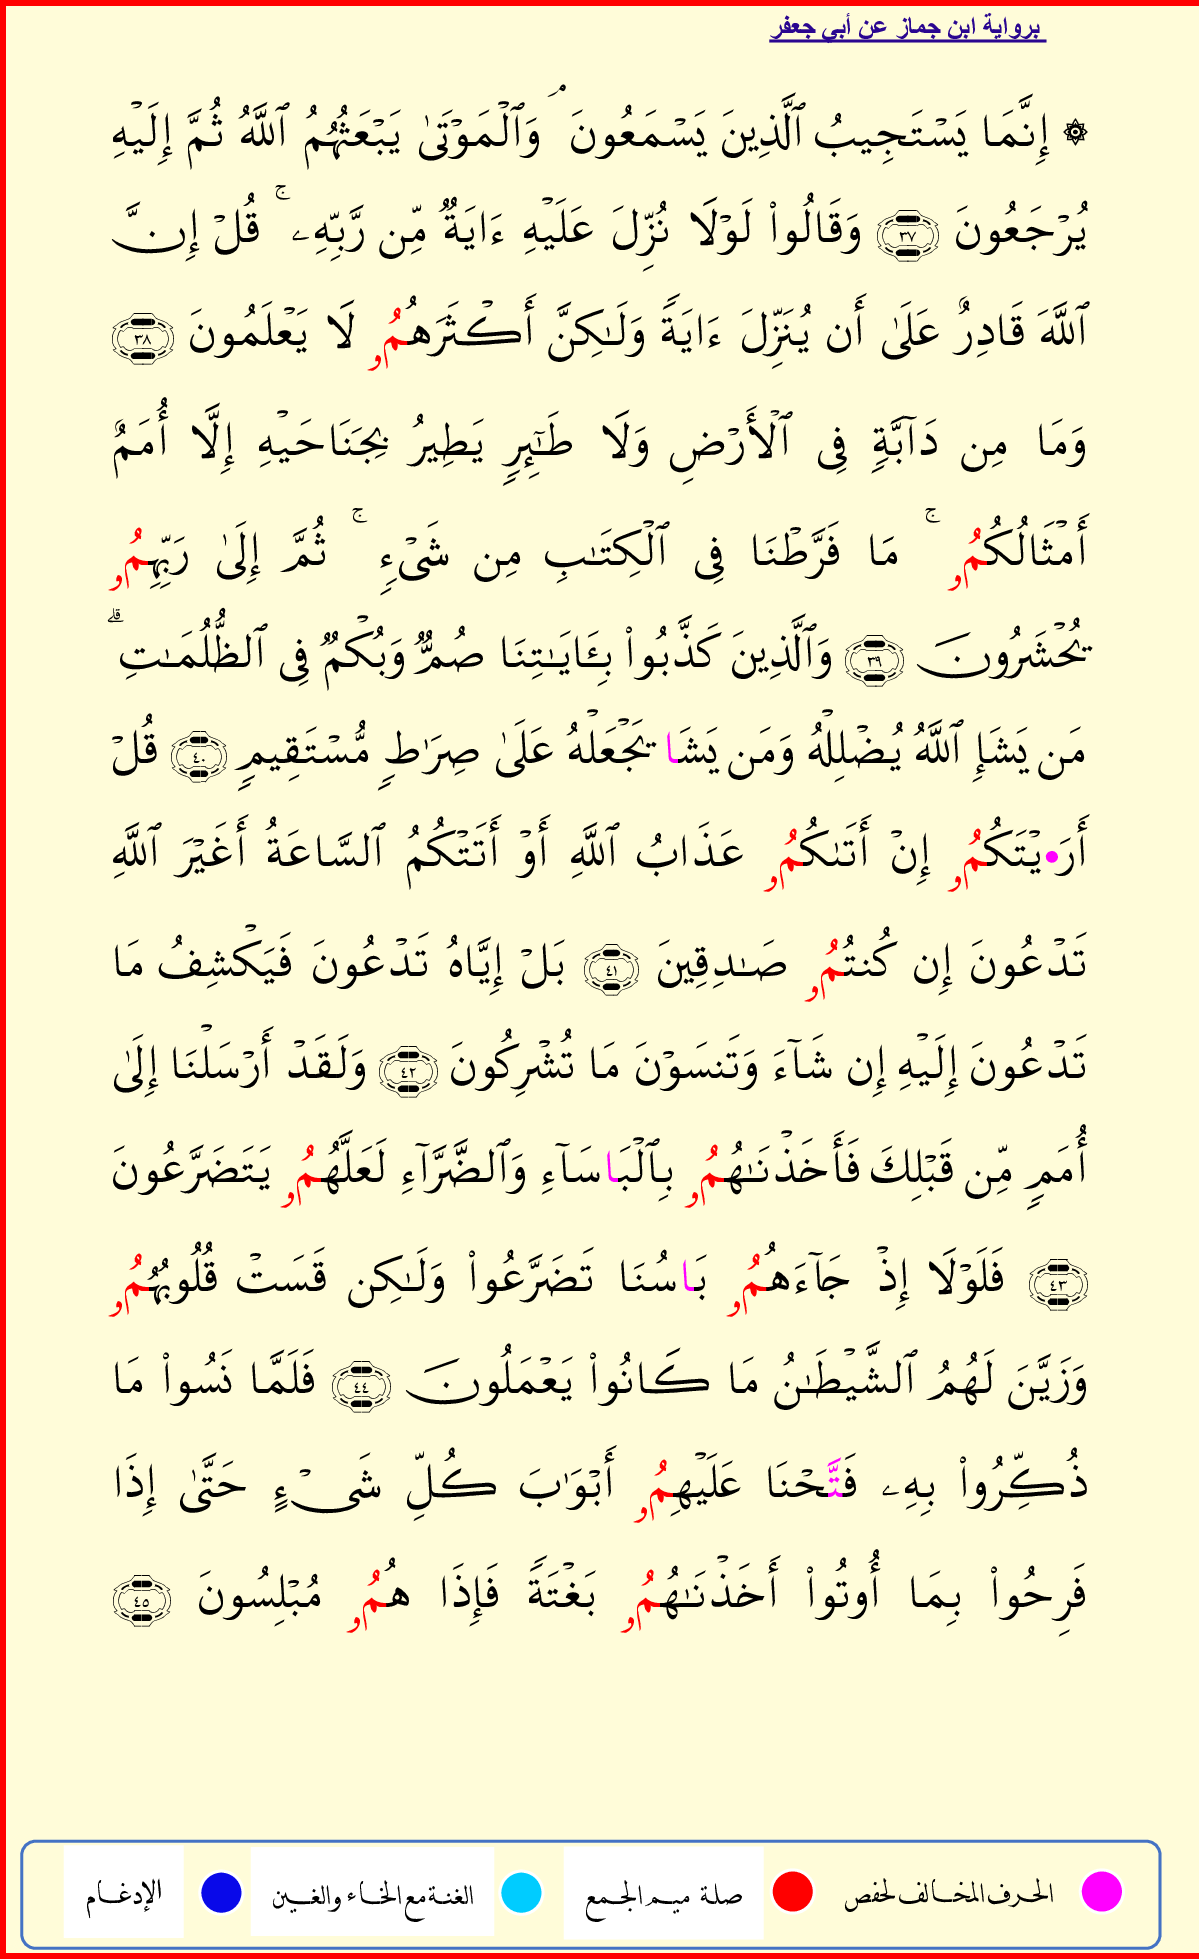 برواية ابن جماز عن أبي جعفر
۞ إِنَّمَا يَسْتَجِيبُ ٱلَّذِينَ يَسْمَعُونَ ۘ وَٱلْمَوْتَىٰ يَبْعَثُهُمُ ٱللَّهُ ثُمَّ إِلَيْهِ
يُرْجَعُونَ ٣٧ وَقَالُوا۟ لَوْلَا نُزِّلَ عَلَيْهِ ءَايَةٌ مِّن رَّبِّهِۦ ۚ قُلْ إِنَّ
ٱللَّهَ قَادِرٌ عَلَىٰ أَن يُنَزِّلَ ءَايَةً وَلَـٰكِنَّ أَكْثَرَهُمُۥ لَا يَعْلَمُونَ ٣٨
وَمَا مِن دَآبَّةٍ فِى ٱلْأَرْضِ وَلَا طَـٰٓئِرٍ يَطِيرُ بِجَنَاحَيْهِ إِلَّا أُمَمٌ
أَمْثَالُكُمُۥ ۚ مَا فَرَّطْنَا فِى ٱلْكِتَـٰبِ مِن شَىْءٍ ۚ ثُمَّ إِلَىٰ رَبِّهِمُۥ
يُحْشَرُونَ ٣٩ وَٱلَّذِينَ كَذَّبُوا۟ بِـَٔايَـٰتِنَا صُمٌّ وَبُكْمٌ فِى ٱلظُّلُمَـٰتِ ۗ
مَن يَشَإِ ٱللَّهُ يُضْلِلْهُ وَمَن يَشَا يَجْعَلْهُ عَلَىٰ صِرَٰطٍ مُّسْتَقِيمٍ ٤٠ قُلْ
أَرَ•يْتَكُمُۥ إِنْ أَتَىٰكُمُۥ عَذَابُ ٱللَّهِ أَوْ أَتَتْكُمُ ٱلسَّاعَةُ أَغَيْرَ ٱللَّهِ
تَدْعُونَ إِن كُنتُمُۥ صَـٰدِقِينَ ٤١ بَلْ إِيَّاهُ تَدْعُونَ فَيَكْشِفُ مَا
تَدْعُونَ إِلَيْهِ إِن شَآءَ وَتَنسَوْنَ مَا تُشْرِكُونَ ٤٢ وَلَقَدْ أَرْسَلْنَا إِلَىٰ
أُمَمٍ مِّن قَبْلِكَ فَأَخَذْنَـٰهُمُۥ بِٱلْبَاسَآءِ وَٱلضَّرَّآءِ لَعَلَّهُمُۥ يَتَضَرَّعُونَ
٤٣ فَلَوْلَا إِذْ جَآءَهُمُۥ بَاسُنَا تَضَرَّعُوا۟ وَلَـٰكِن قَسَتْ قُلُوبُهُمُۥ
وَزَيَّنَ لَهُمُ ٱلشَّيْطَـٰنُ مَا كَانُوا۟ يَعْمَلُونَ ٤٤ فَلَمَّا نَسُوا۟ مَا
ذُكِّرُوا۟ بِهِۦ فَتَّحْنَا عَلَيْهِمُۥ أَبْوَٰبَ كُلِّ شَىْءٍ حَتَّىٰ إِذَا
فَرِحُوا۟ بِمَا أُوتُوا۟ أَخَذْنَـٰهُمُۥ بَغْتَةً فَإِذَا هُمُۥ مُبْلِسُونَ ٤٥
الحرف المخالف لحفص صلة ميم الجمع الغنة مع الخاء والغين الإدغام